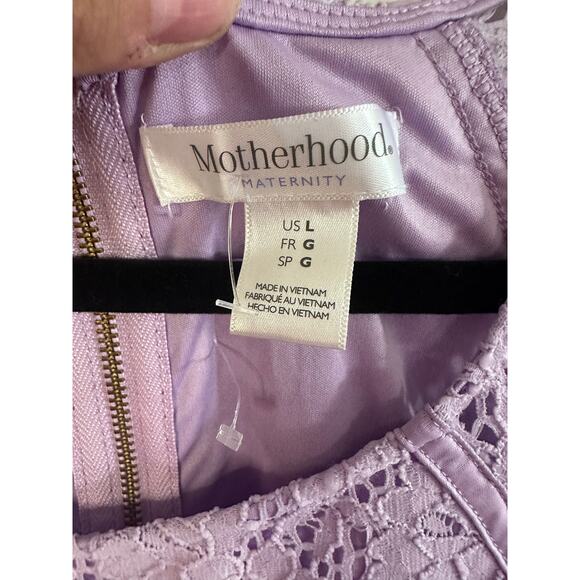 Motherhood®
MATERNITY
US L
FR G
SP G
MADE IN VIETNAM
FABRIQUÉ AU VIETNAM
HECHO EN VIETNAM